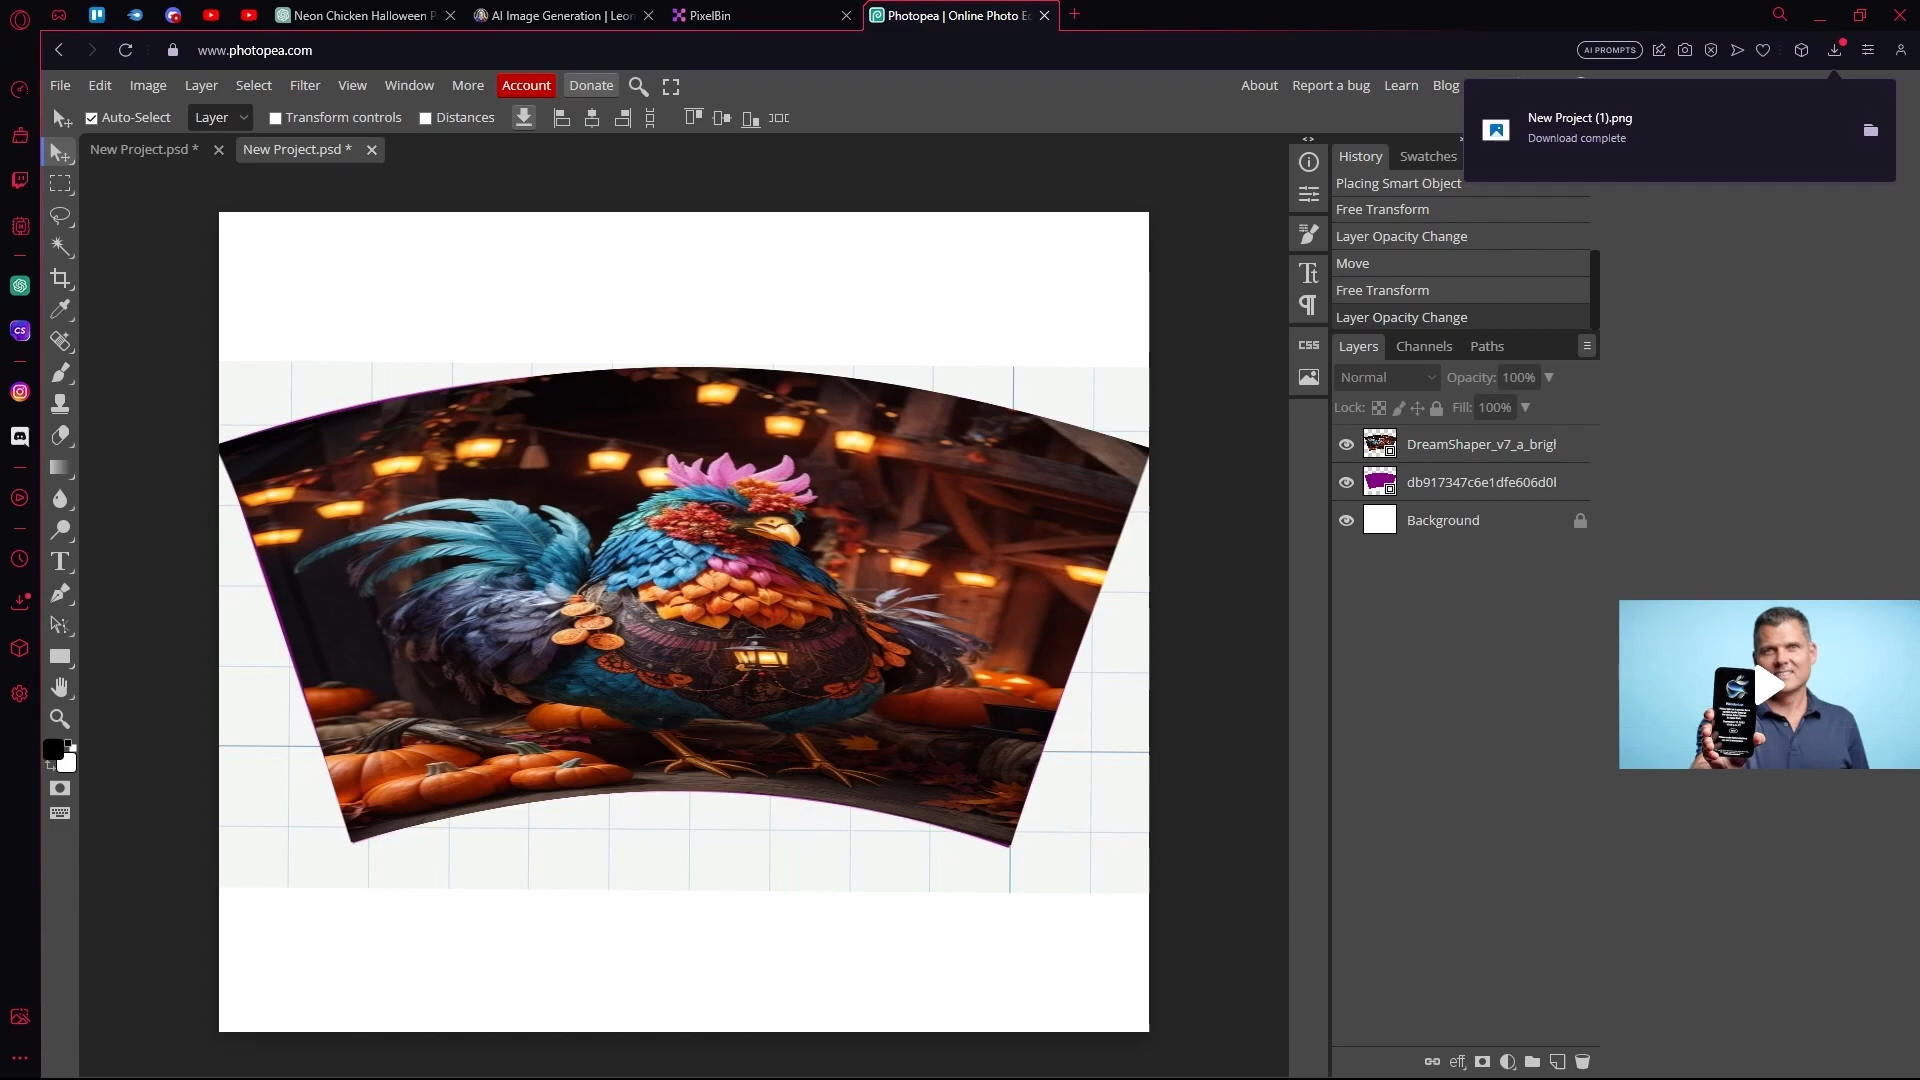 Neon Chicken Halloween P
AI Image Generation | Leon
PixelBin
Photopea | Online Photo Ed
www.photopea.com
AI PROMPTS
File Edit Image Layer Select Filter View Window More Account Donate
About Report a bug Learn Blog
New Project (1).png
Download complete
Auto-Select Layer Transform controls Distances
New Project.psd *
New Project.psd *
History Swatches
Placing Smart Object
Free Transform
Layer Opacity Change
Move
Free Transform
Layer Opacity Change
CSS
Layers Channels Paths
Normal Opacity: 100%
Lock: Fill: 100%
DreamShaper_v7_a_brigh
db917347c6e1dfe606d0l
Background
CS
eff